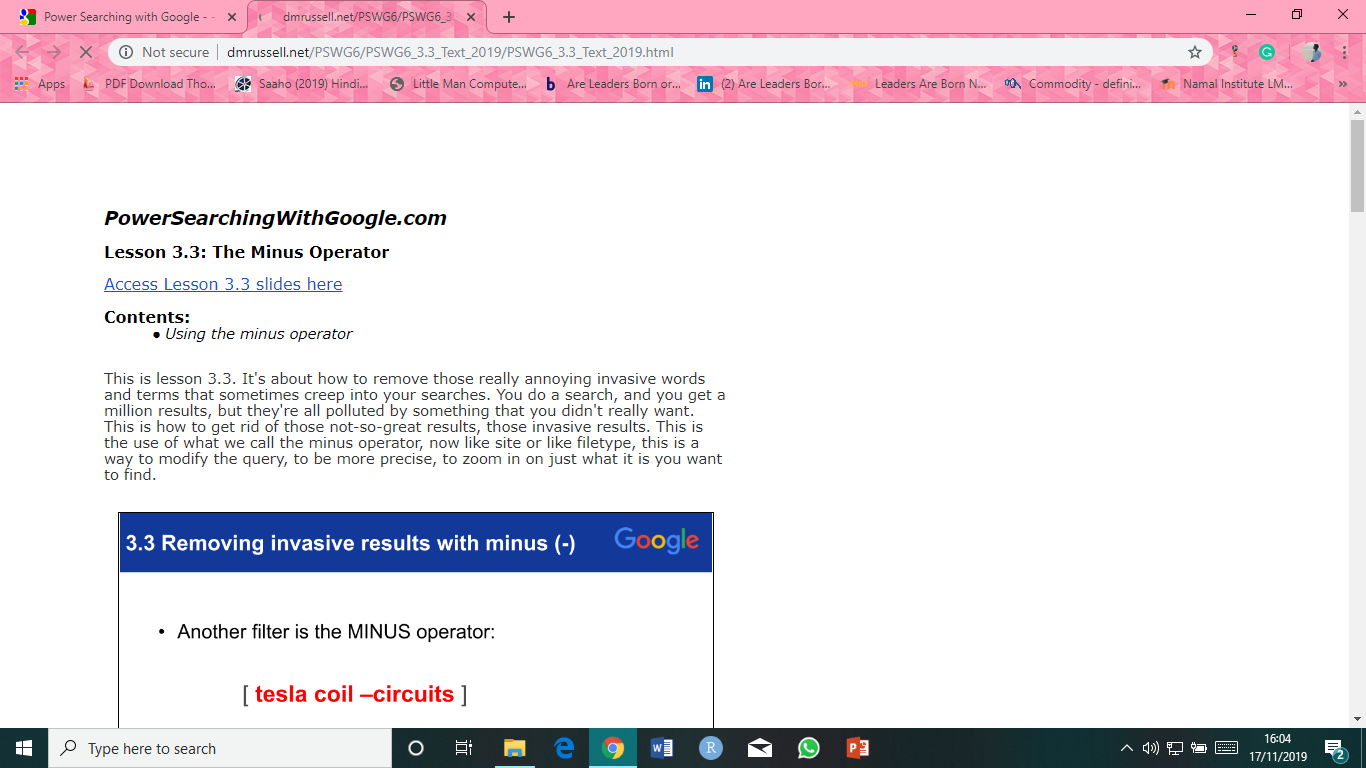 Power Searching with Google -
dmrussell.net/PSWG6/PSWG6_3
Not secure
dmrussell.net/PSWG6/PSWG6_3.3_Text_2019/PSWG6_3.3_Text_2019.html
Apps
PDF Download Tho...
Saaho (2019) Hindi...
Little Man Compute...
Are Leaders Born or...
(2) Are Leaders Bor...
Leaders Are Born N...
Commodity - defini...
Namal Institute LM...
PowerSearchingWithGoogle.com
Lesson 3.3: The Minus Operator
Access Lesson 3.3 slides here
Contents:
● Using the minus operator
This is lesson 3.3. It's about how to remove those really annoying invasive words
and terms that sometimes creep into your searches. You do a search, and you get a
million results, but they're all polluted by something that you didn't really want.
This is how to get rid of those not-so-great results, those invasive results. This is
the use of what we call the minus operator, now like site or like filetype, this is a
way to modify the query, to be more precise, to zoom in on just what it is you want
to find.
3.3 Removing invasive results with minus (-)
Google
• Another filter is the MINUS operator:
[ tesla coil –circuits ]
Type here to search
16:04
17/11/2019
2